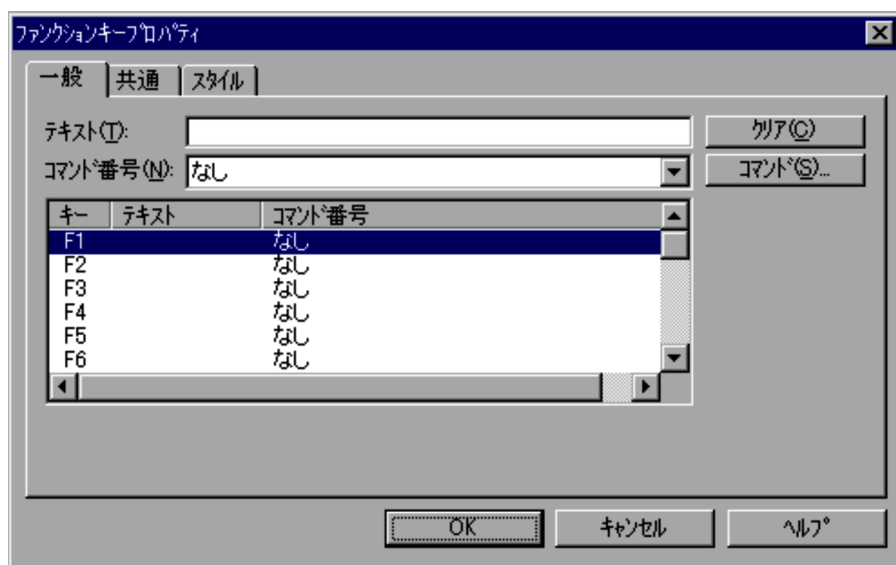 ﾌｧﾝｸｼｮﾝｷｰﾌﾟﾛﾊﾟﾃｨ
一般 共通 ｽﾀｲﾙ
ﾃｷｽﾄ(T): ｸﾘｱ(C)
ｺﾏﾝﾄﾞ番号(N): なし ｺﾏﾝﾄﾞ(S)...
ｷｰ ﾃｷｽﾄ ｺﾏﾝﾄﾞ番号
F1 なし
F2 なし
F3 なし
F4 なし
F5 なし
F6 なし
OK ｷｬﾝｾﾙ ﾍﾙﾌﾟ